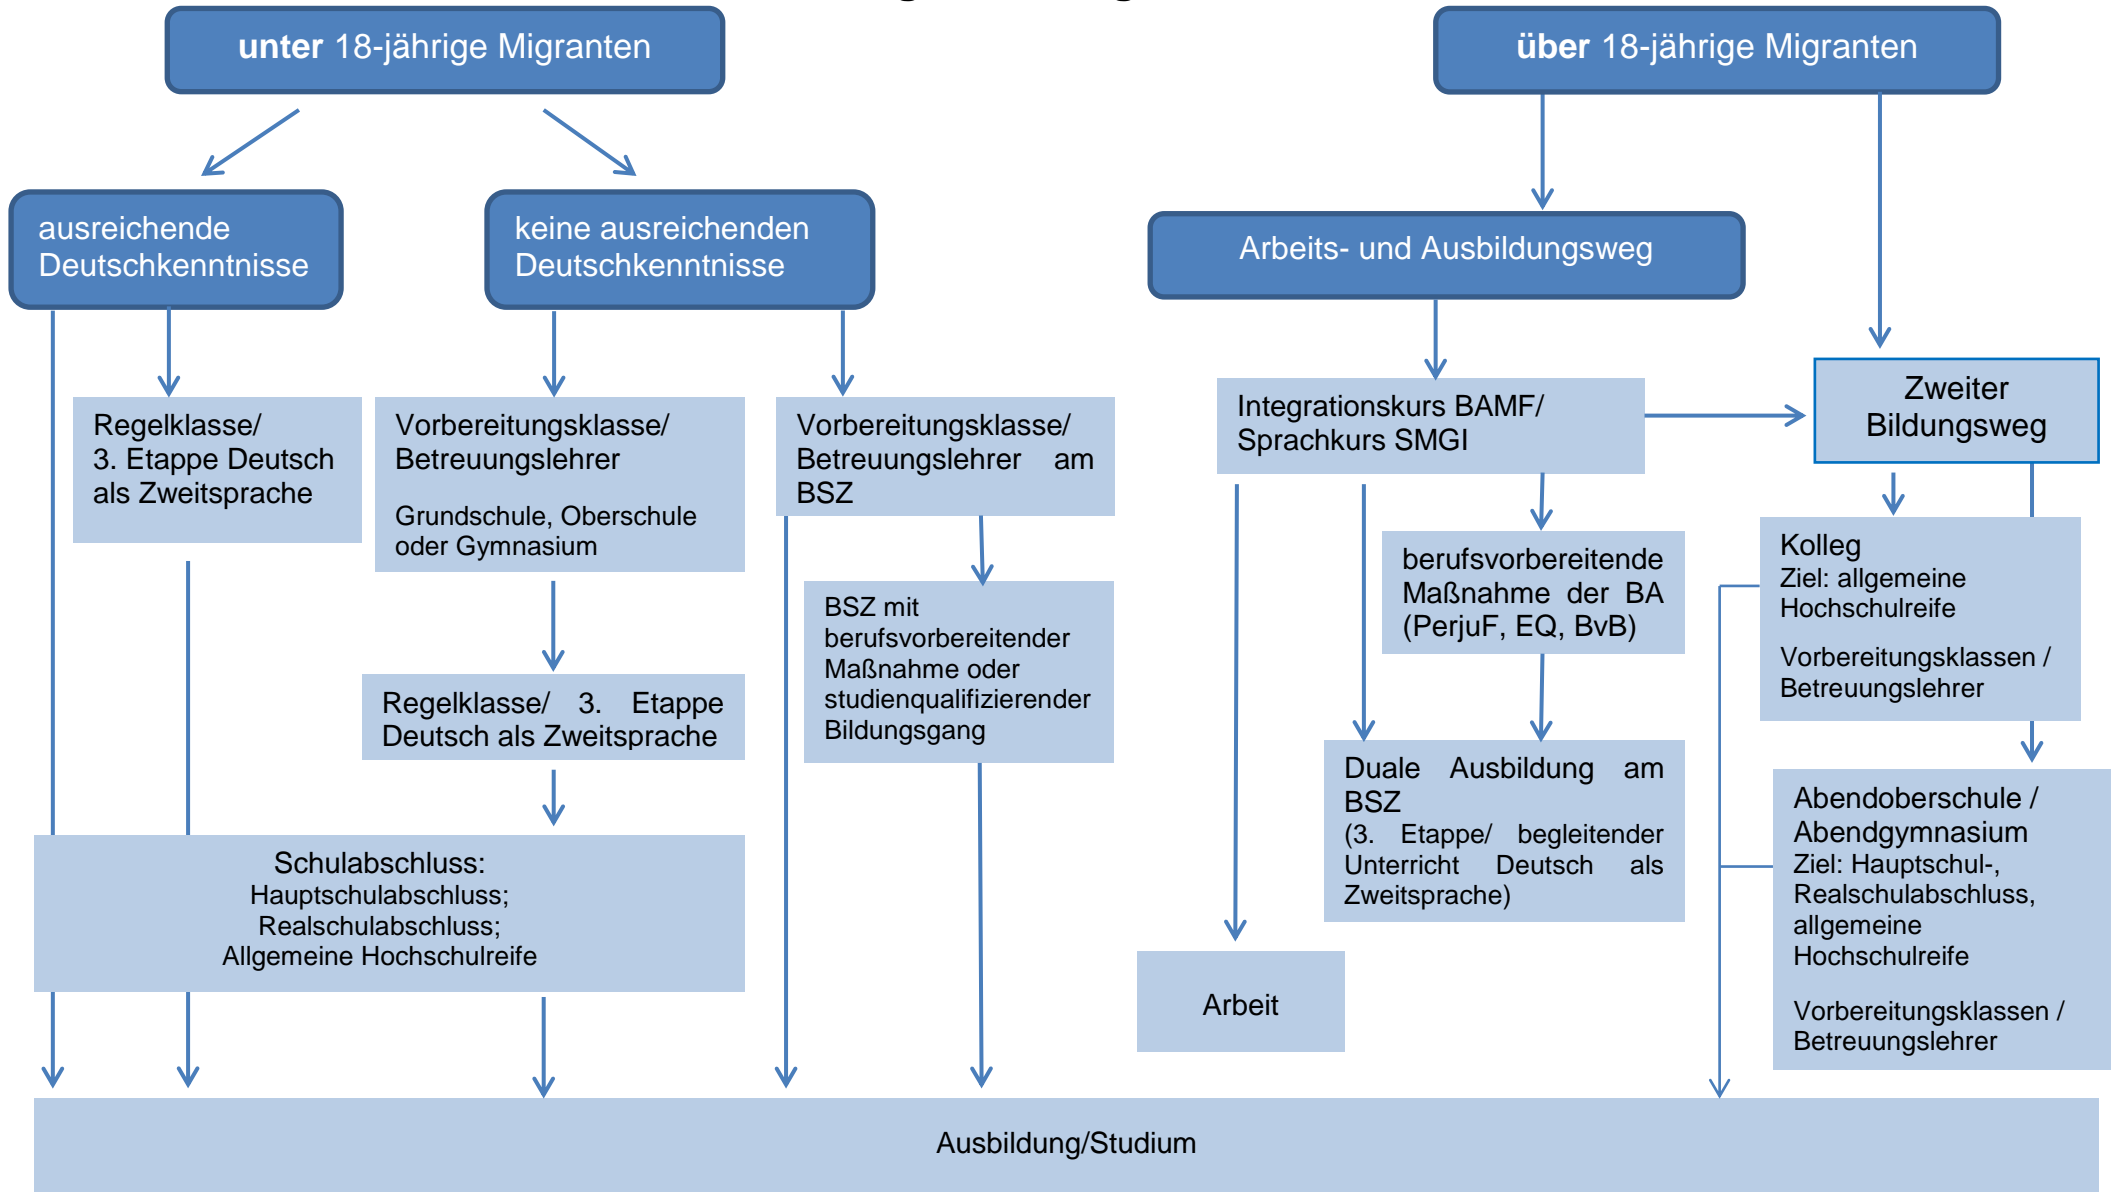 unter 18-jährige Migranten
über 18-jährige Migranten
ausreichende
Deutschkenntnisse
keine ausreichenden
Deutschkenntnisse
Arbeits- und Ausbildungsweg
Regelklasse/
3. Etappe Deutsch
als Zweitsprache
Vorbereitungsklasse/
Betreuungslehrer
Grundschule, Oberschule
oder Gymnasium
Vorbereitungsklasse/
Betreuungslehrer am
BSZ
Integrationskurs BAMF/
Sprachkurs SMGI
Zweiter
Bildungsweg
BSZ mit
berufsvorbereitender
Maßnahme oder
studienqualifizierender
Bildungsgang
berufsvorbereitende
Maßnahme der BA
(PerjuF, EQ, BvB)
Kolleg
Ziel: allgemeine
Hochschulreife
Vorbereitungsklassen /
Betreuungslehrer
Regelklasse/ 3. Etappe
Deutsch als Zweitsprache
Duale Ausbildung am
BSZ
(3. Etappe/ begleitender
Unterricht Deutsch als
Zweitsprache)
Abendoberschule /
Abendgymnasium
Ziel: Hauptschul-,
Realschulabschluss,
allgemeine
Hochschulreife
Vorbereitungsklassen /
Betreuungslehrer
Schulabschluss:
Hauptschulabschluss;
Realschulabschluss;
Allgemeine Hochschulreife
Arbeit
Ausbildung/Studium